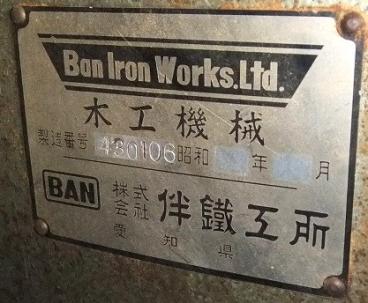 Ban Iron Works.Ltd.
木工機械
製造番号 430106 昭和 年 月
BAN 株式会社 伴鐵工所
愛知県